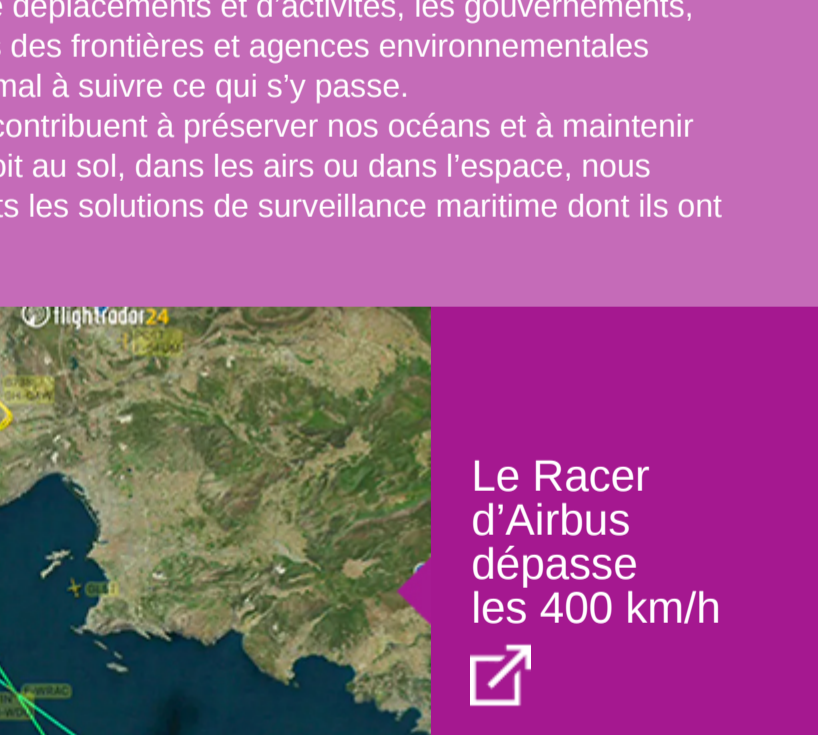 déplacements et d'activités, les gouvernements,
des frontières et agences environnementales
mal à suivre ce qui s'y passe.
contribuent à préserver nos océans et à maintenir
au sol, dans les airs ou dans l'espace, nous
les solutions de surveillance maritime dont ils ont
flightradar24
Le Racer
d'Airbus
dépasse
les 400 km/h
F-WRAC